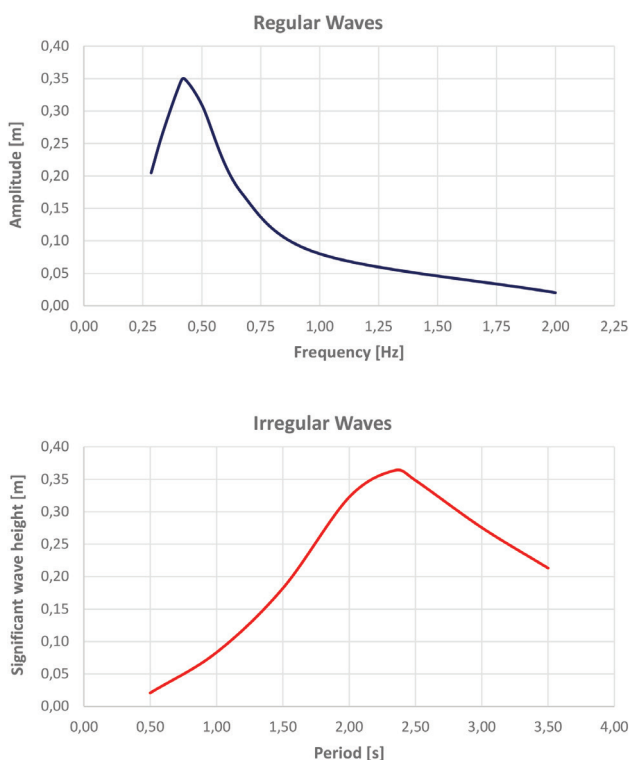 Regular Waves
0,40
0,35
0,30
0,25
0,20
0,15
0,10
0,05
0,00
Amplitude [m]
0,00 0,25 0,50 0,75 1,00 1,25 1,50 1,75 2,00 2,25
Frequency [Hz]
Irregular Waves
0,40
0,35
0,30
0,25
0,20
0,15
0,10
0,05
0,00
Significant wave height [m]
0,00 0,50 1,00 1,50 2,00 2,50 3,00 3,50 4,00
Period [s]